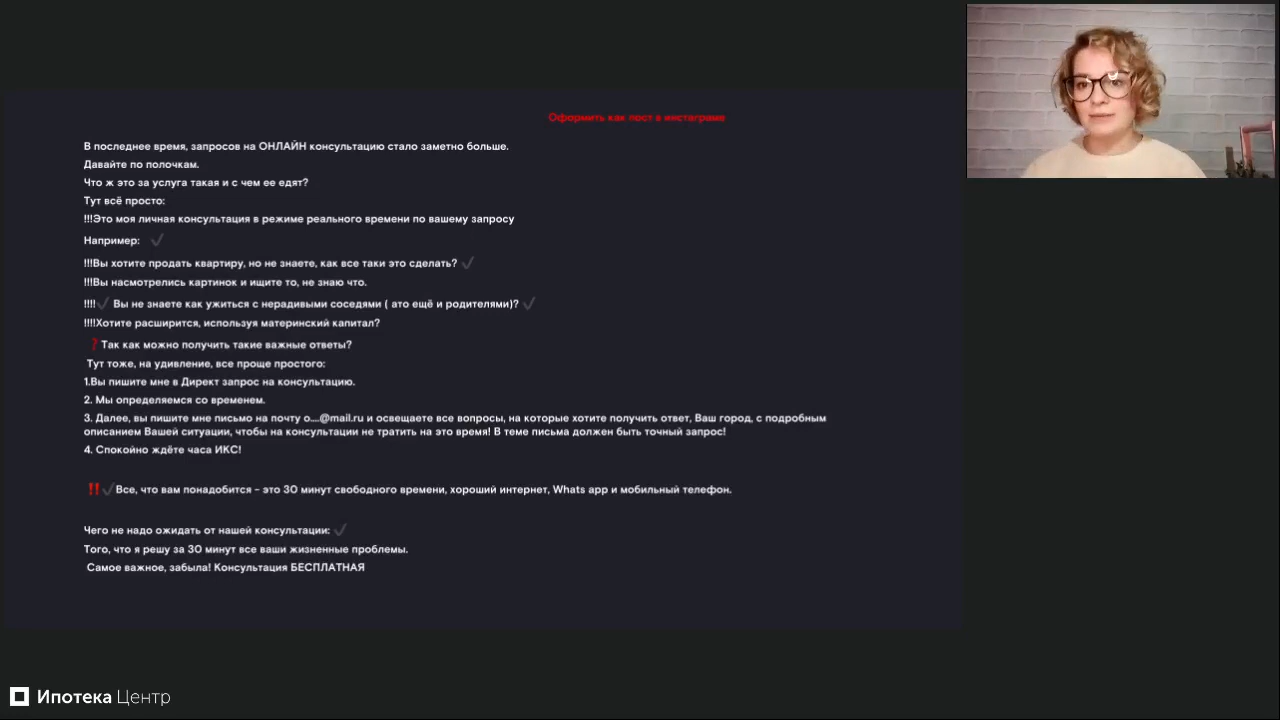 Оформить как пост в инстаграме
В последнее время, запросов на ОНЛАЙН консультацию стало заметно больше.
Давайте по полочкам.
Что ж это за услуга такая и с чем ее едят?
Тут всё просто:
!!!Это моя личная консультация в режиме реального времени по вашему запросу
Например: ✔
!!!Вы хотите продать квартиру, но не знаете, как все таки это сделать? ✔
!!!Вы насмотрелись картинок и ищите то, не знаю что.
!!!!✔ Вы не знаете как ужиться с нерадивыми соседями ( ато ещё и родителями)? ✔
!!!!Хотите расширится, используя материнский капитал?
❓Так как можно получить такие важные ответы?
Тут тоже, на удивление, все проще простого:
1.Вы пишите мне в Директ запрос на консультацию.
2. Мы определяемся со временем.
3. Далее, вы пишите мне письмо на почту о....@mail.ru и освещаете все вопросы, на которые хотите получить ответ, Ваш город, с подробным
описанием Вашей ситуации, чтобы на консультации не тратить на это время! В теме письма должен быть точный запрос!
4. Спокойно ждёте часа ИКС!
‼✔Все, что вам понадобится – это 30 минут свободного времени, хороший интернет, Whats app и мобильный телефон.
Чего не надо ожидать от нашей консультации: ✔
Того, что я решу за 30 минут все ваши жизненные проблемы.
Самое важное, забыла! Консультация БЕСПЛАТНАЯ
Ипотека Центр